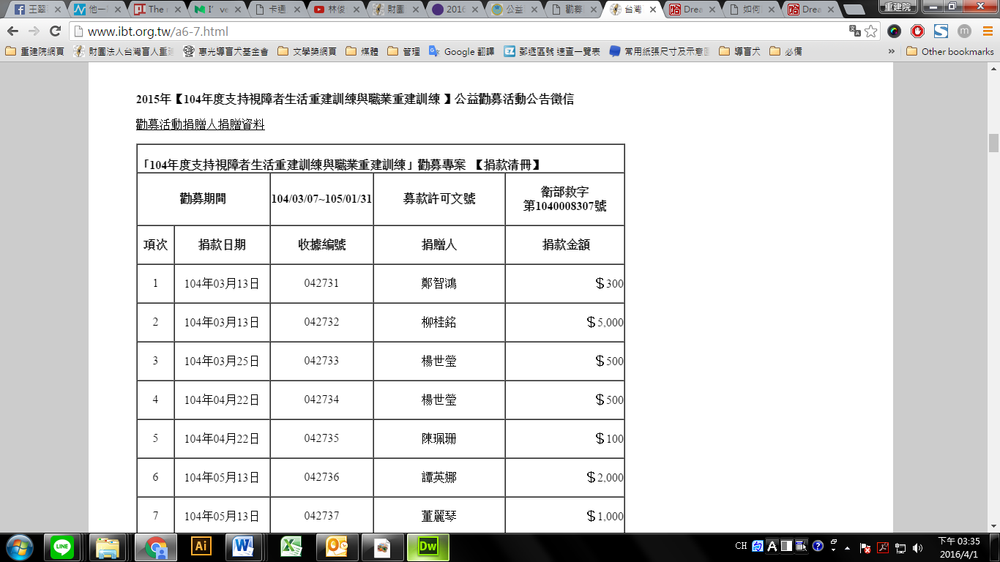 王翠
他一
The r
I've
卡通
林俊
財團
2016
公益
勸募
台灣
Drea
如何
Drea
重建院
www.ibt.org.tw/a6-7.html
重建院網頁
惠光導盲犬基金會
文學獎網頁
媒體
管理
Google 翻譯
郵遞區號 速查一覽表
常用紙張尺寸及示意圖
導盲犬
必備
»
Other bookmarks
2015年【104年度支持視障者生活重建訓練與職業重建訓練 】公益勸募活動公告徵信
勸募活動捐贈人捐贈資料
「104年度支持視障者生活重建訓練與職業重建訓練」勸募專案 【捐款清冊】
勸募期間 104/03/07~105/01/31 募款許可文號 衛部救字
第1040008307號
項次 捐款日期 收據編號 捐贈人 捐款金額
1 104年03月13日 042731 鄭智鴻 $300
2 104年03月13日 042732 柳桂銘 $5,000
3 104年03月25日 042733 楊世瑩 $500
4 104年04月22日 042734 楊世瑩 $500
5 104年04月22日 042735 陳珮珊 $100
6 104年05月13日 042736 譚英娜 $2,000
7 104年05月13日 042737 董麗琴 $1,000
LINE
Ai
W
Dw
CH
A
下午 03:35
2016/4/1